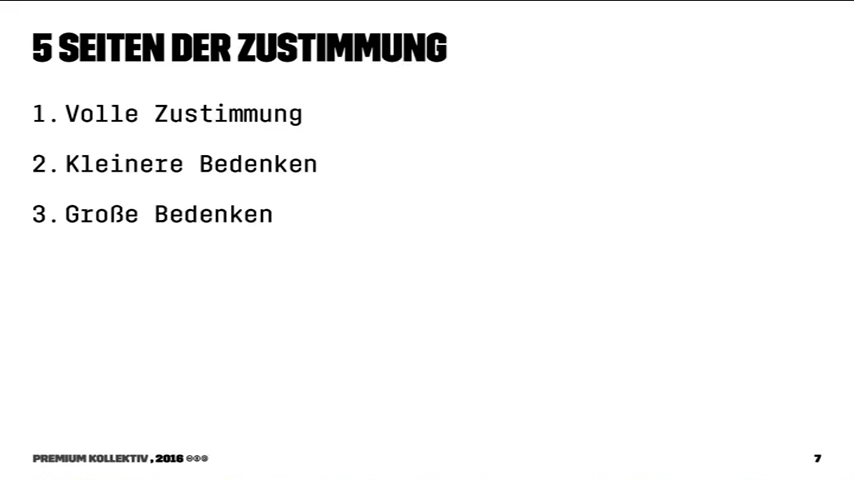 5 SEITEN DER ZUSTIMMUNG
1. Volle Zustimmung
2. Kleinere Bedenken
3. Große Bedenken
PREMIUM KOLLEKTIV, 2016
7